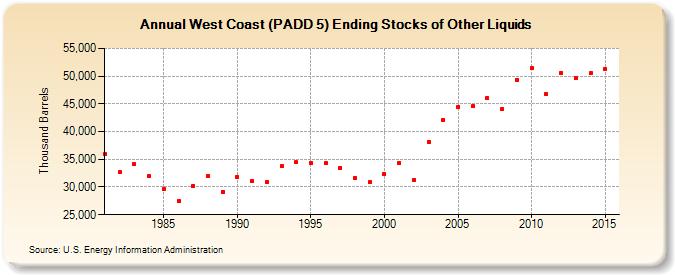 Annual West Coast (PADD 5) Ending Stocks of Other Liquids
Thousand Barrels
55,000
50,000
45,000
40,000
35,000
30,000
25,000
1985 1990 1995 2000 2005 2010 2015
Source: U.S. Energy Information Administration